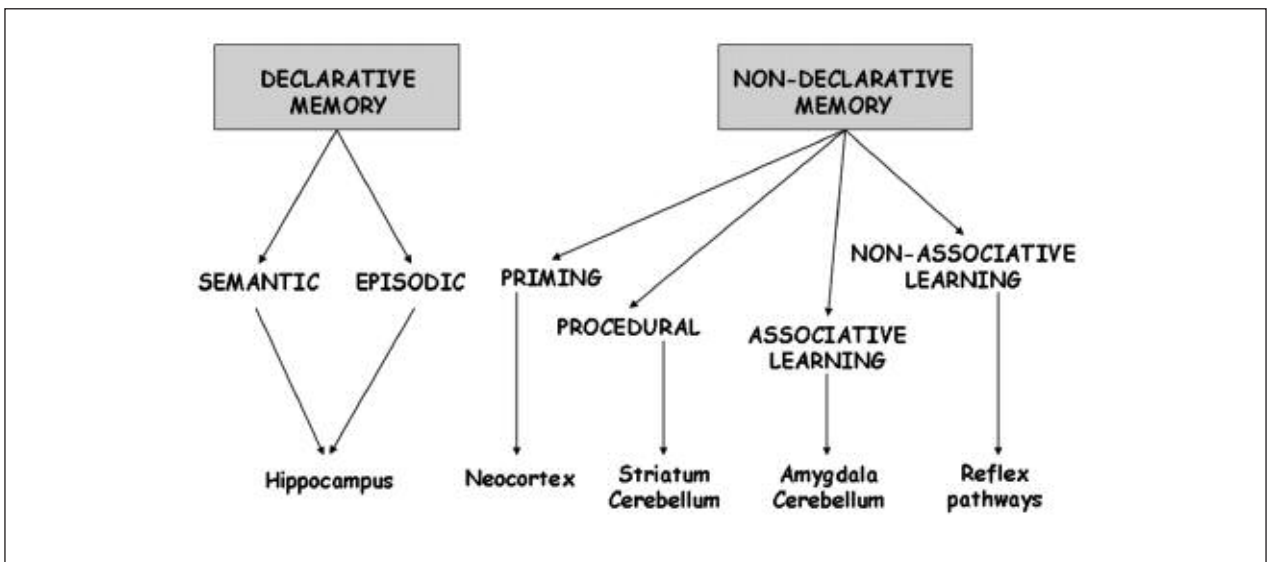 DECLARATIVE
MEMORY
NON-DECLARATIVE
MEMORY
SEMANTIC
EPISODIC
PRIMING
PROCEDURAL
ASSOCIATIVE
LEARNING
NON-ASSOCIATIVE
LEARNING
Hippocampus
Neocortex
Striatum
Cerebellum
Amygdala
Cerebellum
Reflex
pathways